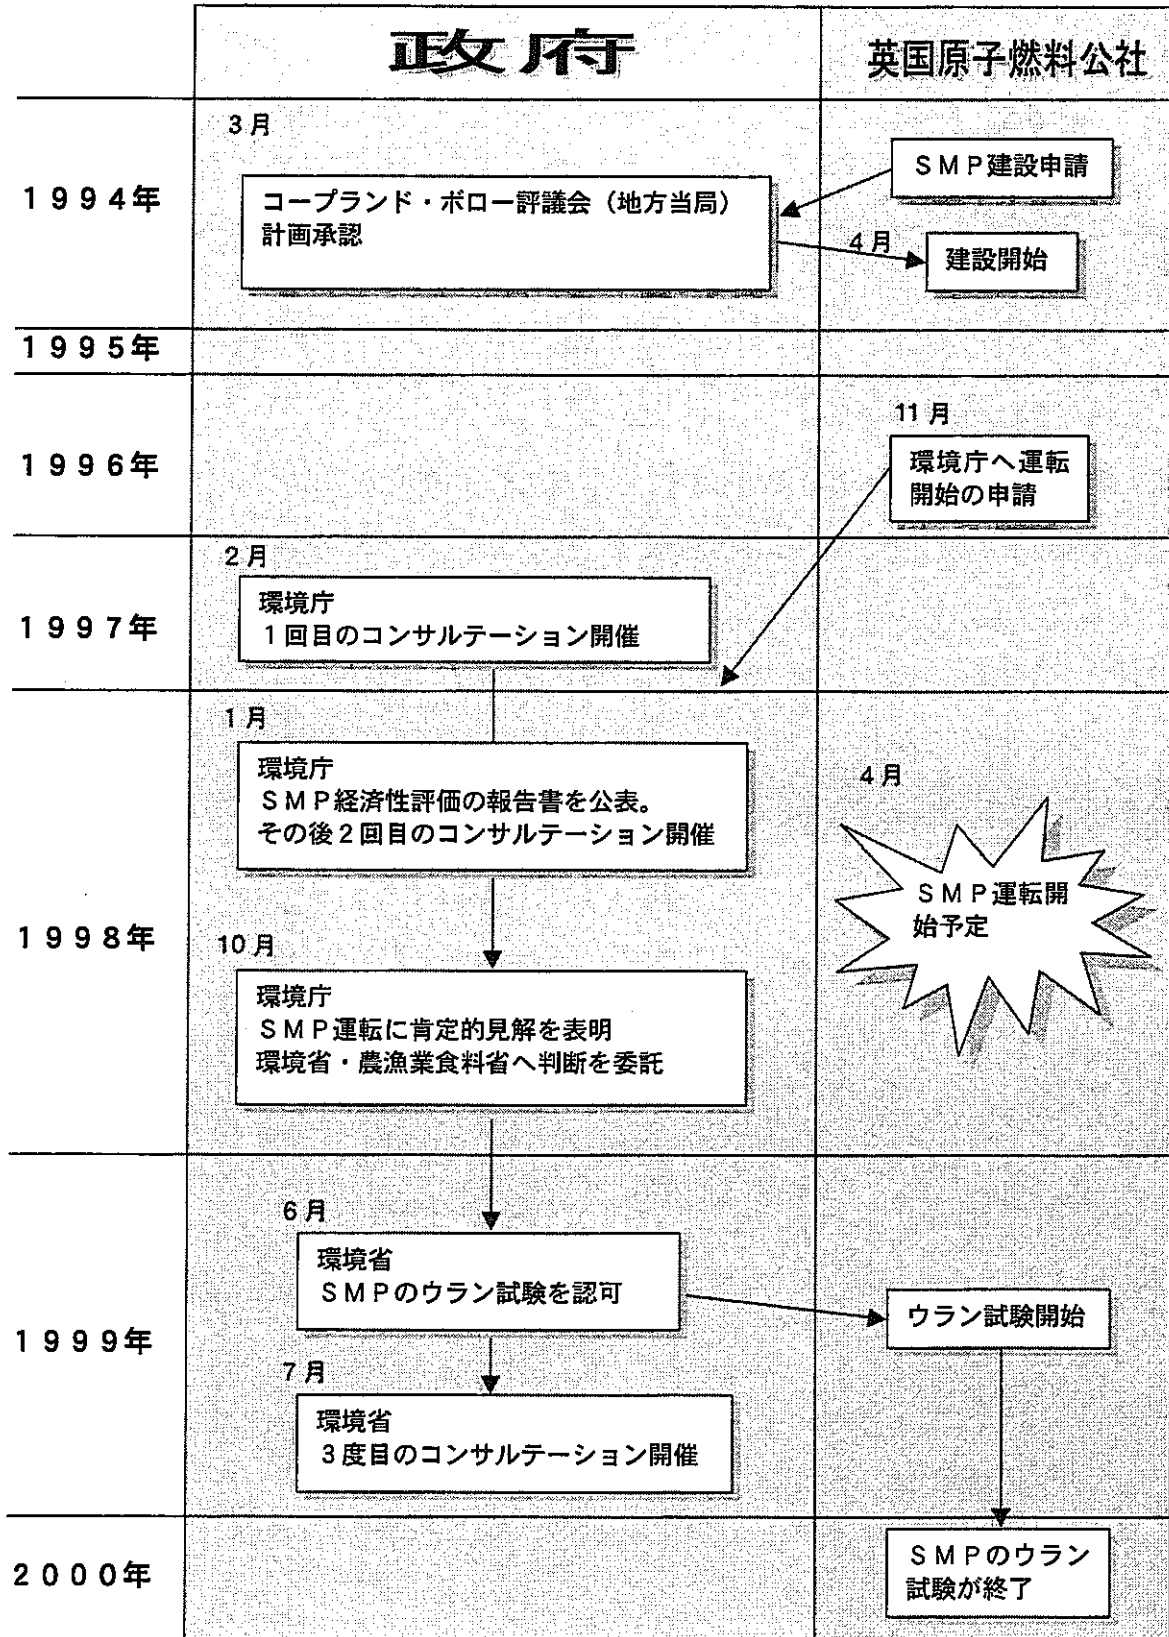 政府
英国原子燃料公社
1994年
3月
コープランド・ボロー評議会（地方当局）
計画承認
SMP建設申請
4月
建設開始
1995年
1996年
11月
環境庁へ運転
開始の申請
1997年
2月
環境庁
1回目のコンサルテーション開催
1998年
1月
環境庁
SMP経済性評価の報告書を公表。
その後2回目のコンサルテーション開催
4月
SMP運転開
始予定
10月
環境庁
SMP運転に肯定的見解を表明
環境省・農漁業食料省へ判断を委託
1999年
6月
環境省
SMPのウラン試験を認可
ウラン試験開始
7月
環境省
3度目のコンサルテーション開催
2000年
SMPのウラン
試験が終了